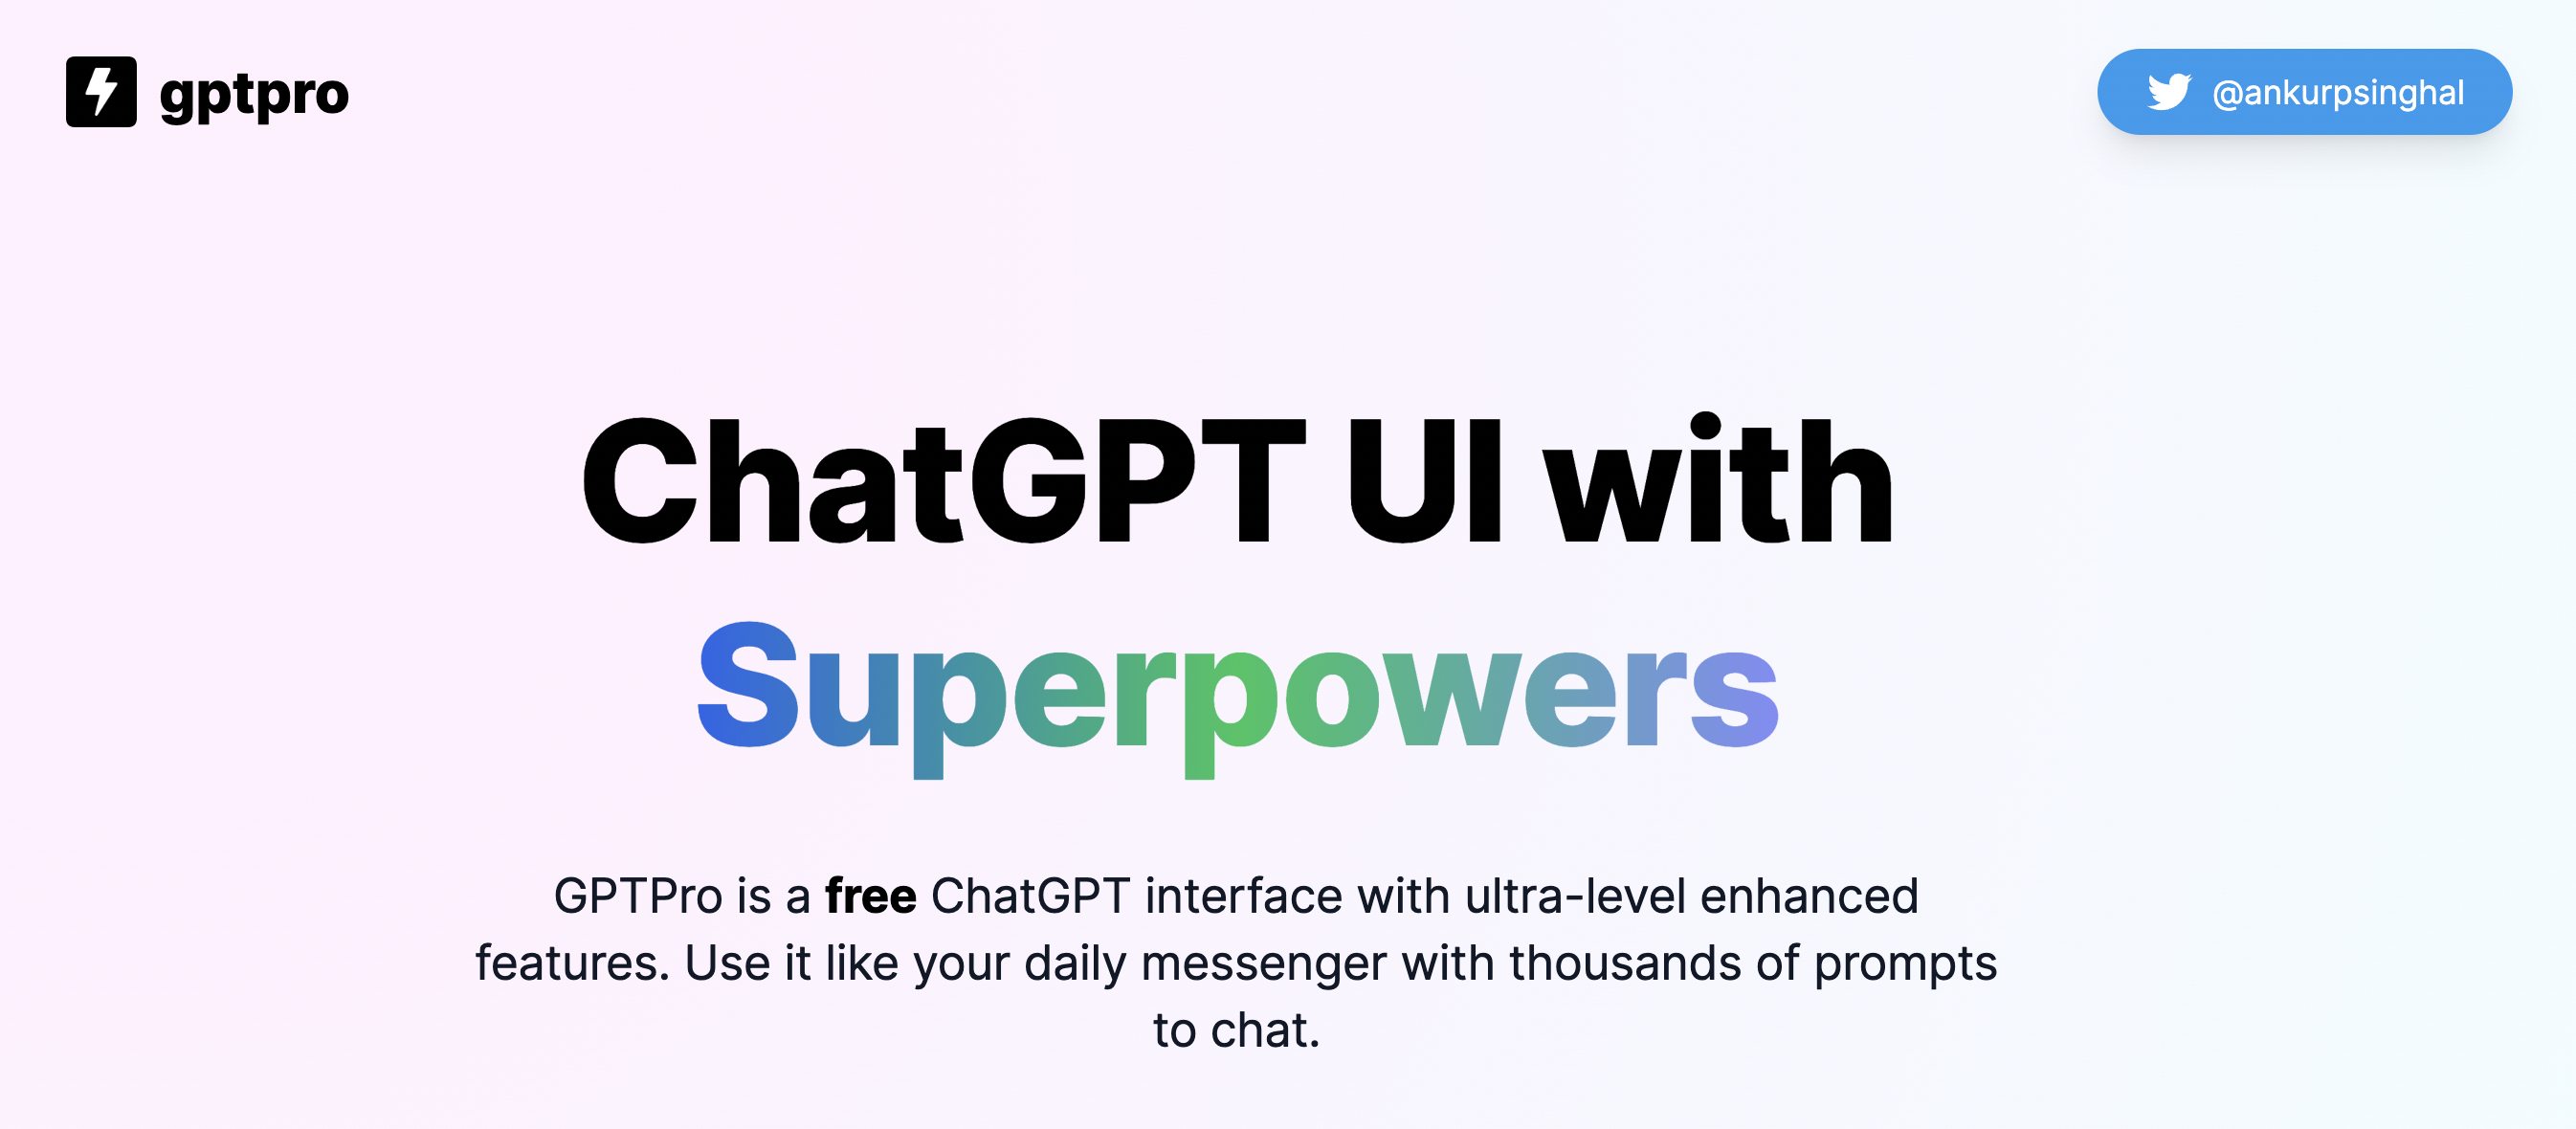 gptpro
@ankurpsinghal
ChatGPT UI with
Superpowers
GPTPro is a free ChatGPT interface with ultra-level enhanced
features. Use it like your daily messenger with thousands of prompts
to chat.